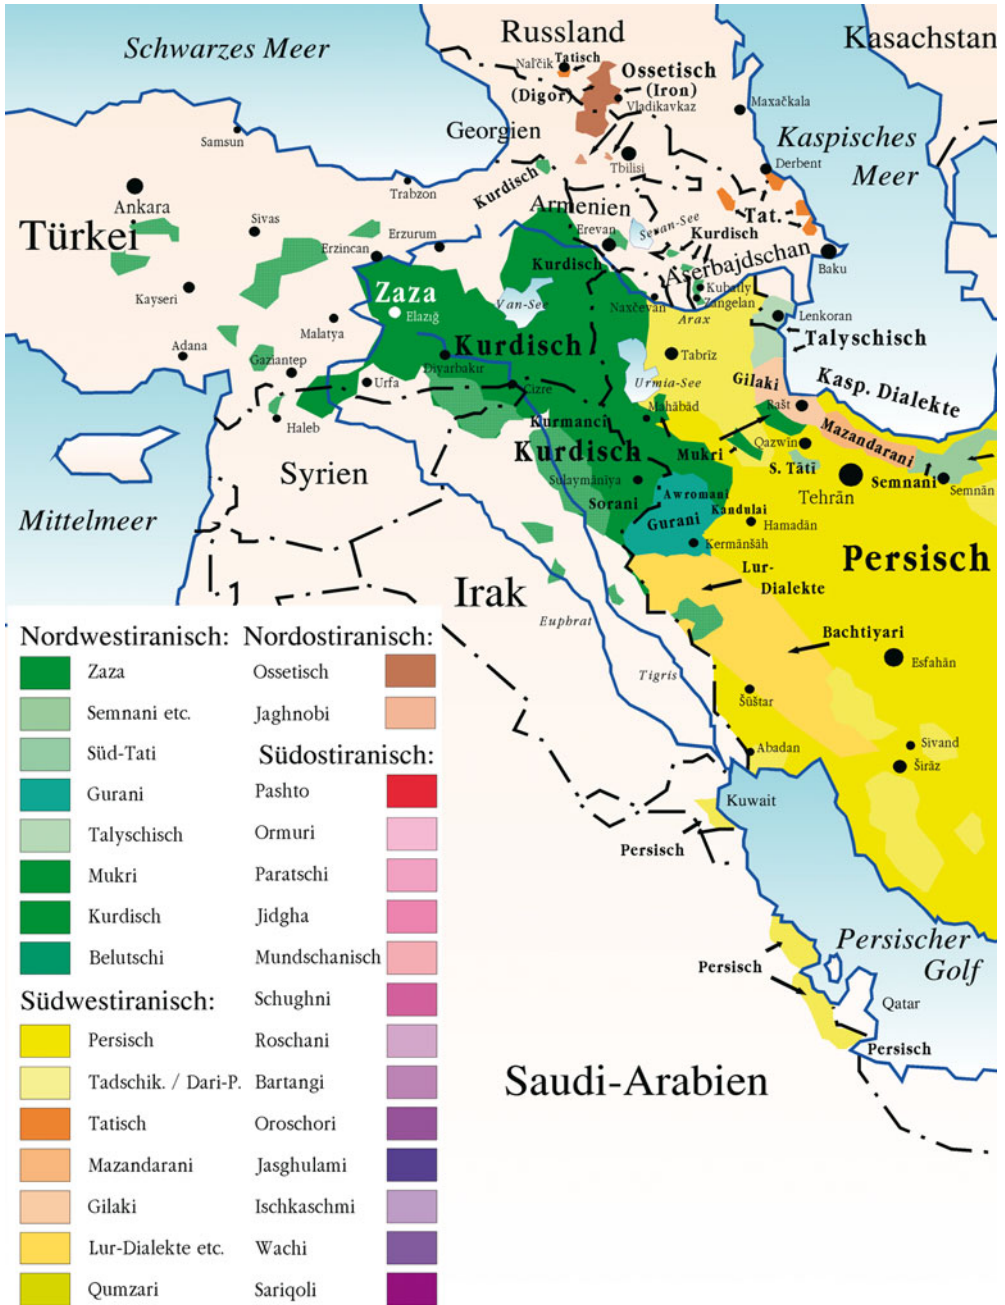 Schwarzes Meer
Russland
Kasachstan
Nal'čik
Tatisch
Ossetisch
(Digor)
(Iron)
Vladikavkaz
Maxačkala
Georgien
Kaspisches
Meer
Samsun
Tbilisi
Derbent
Trabzon
Kurdisch
Ankara
Armenien
Tat.
Türkei
Sivas
Erzurum
Erevan
Sewan-See
Kurdisch
Erzincan
Kurdisch
Aserbajdschan
Baku
Zaza
Van-See
Kubatly
Kayseri
Naxčevan
Zangelan
Elazığ
Arax
Lenkoran
Malatya
Talyschisch
Kurdisch
Adana
Gaziantep
Diyarbakır
Tabrīz
Urfa
Cizre
Urmia-See
Gilaki
Kasp. Dialekte
Haleb
Kurmanci
Mahābād
Rašt
Mazandarani
Syrien
Kurdisch
Mukri
Qazwin
S. Tāti
Semnani
Sulaymānīya
Tehrān
Semnān
Mittelmeer
Sorani
Awromani
Gurani
Kandulai
Hamadān
Kermānšāh
Persisch
Irak
Lur-
Dialekte
Euphrat
Bachtiyari
Esfahān
Tigris
Šūštar
Abadan
Sivand
Širāz
Kuwait
Persisch
Persischer
Golf
Persisch
Qatar
Persisch
Saudi-Arabien
Nordwestiranisch:
Zaza
Semnani etc.
Süd-Tati
Gurani
Talyschisch
Mukri
Kurdisch
Belutschi
Südwestiranisch:
Persisch
Tadschik. / Dari-P.
Tatisch
Mazandarani
Gilaki
Lur-Dialekte etc.
Qumzari
Nordostiranisch:
Ossetisch
Jaghnobi
Südostiranisch:
Pashto
Ormuri
Paratschi
Jidgha
Mundschanisch
Schughni
Roschani
Bartangi
Oroschori
Jasghulami
Ischkaschmi
Wachi
Sariqoli